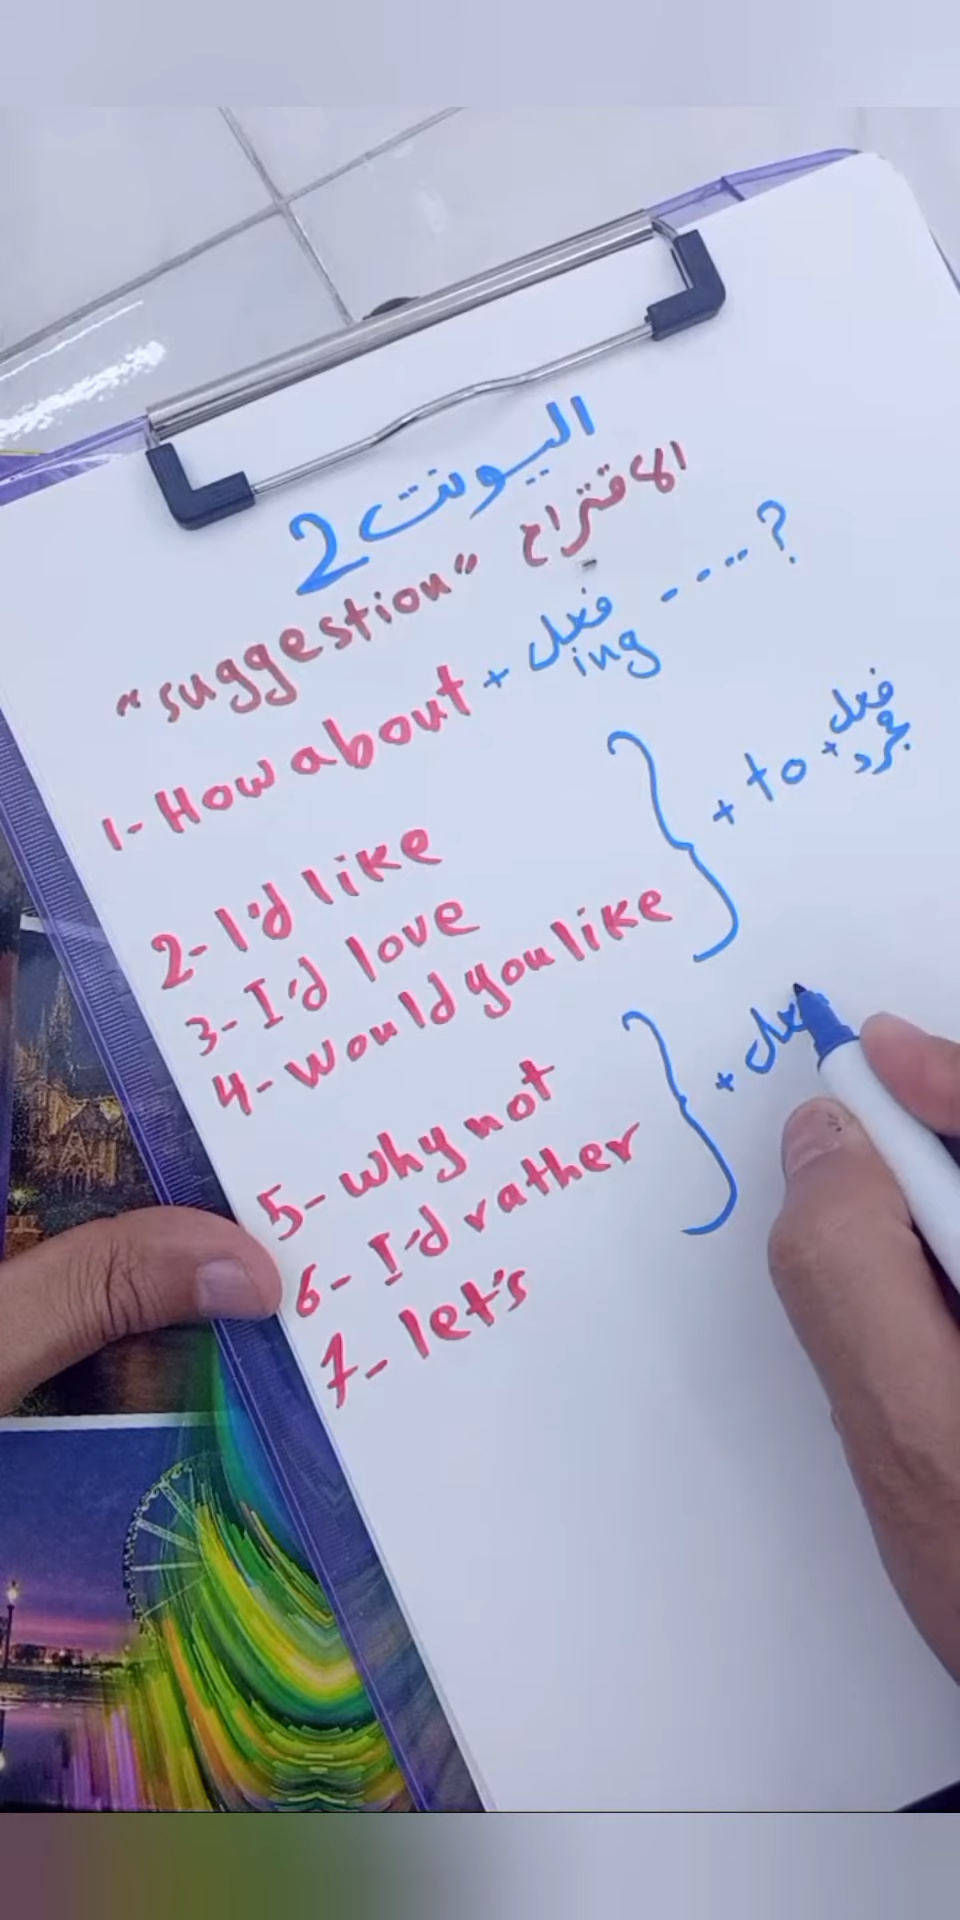 اليونت 2
"suggestion" الاقتراح
1- How about + فعل ing ....?
2- I'd like
3- I'd love
4- Would you like
+ to + فعل مجرد
5- why not
6- I'd rather
7- let's
+ فعل